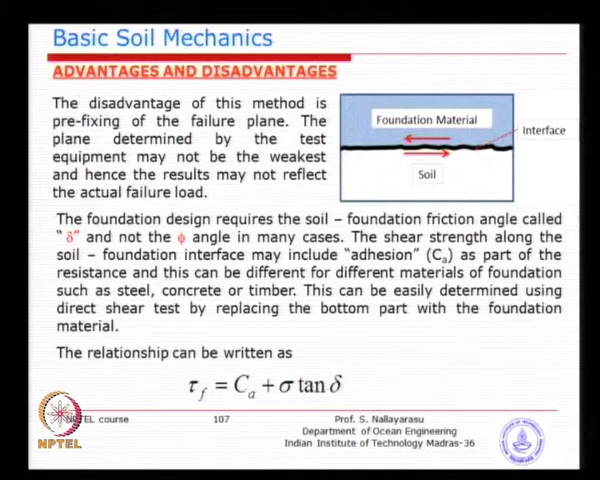 Basic Soil Mechanics
ADVANTAGES AND DISADVANTAGES
The disadvantage of this method is
pre-fixing of the failure plane. The
plane determined by the test
equipment may not be the weakest
and hence the results may not reflect
the actual failure load.
Foundation Material
Interface
Soil
The foundation design requires the soil – foundation friction angle called
"δ" and not the ϕ angle in many cases. The shear strength along the
soil – foundation interface may include "adhesion" (Ca) as part of the
resistance and this can be different for different materials of foundation
such as steel, concrete or timber. This can be easily determined using
direct shear test by replacing the bottom part with the foundation
material.
The relationship can be written as
τf = Ca + σ tan δ
NPTEL course
107
Prof. S. Nallayarasu
Department of Ocean Engineering
Indian Institute of Technology Madras-36
NPTEL